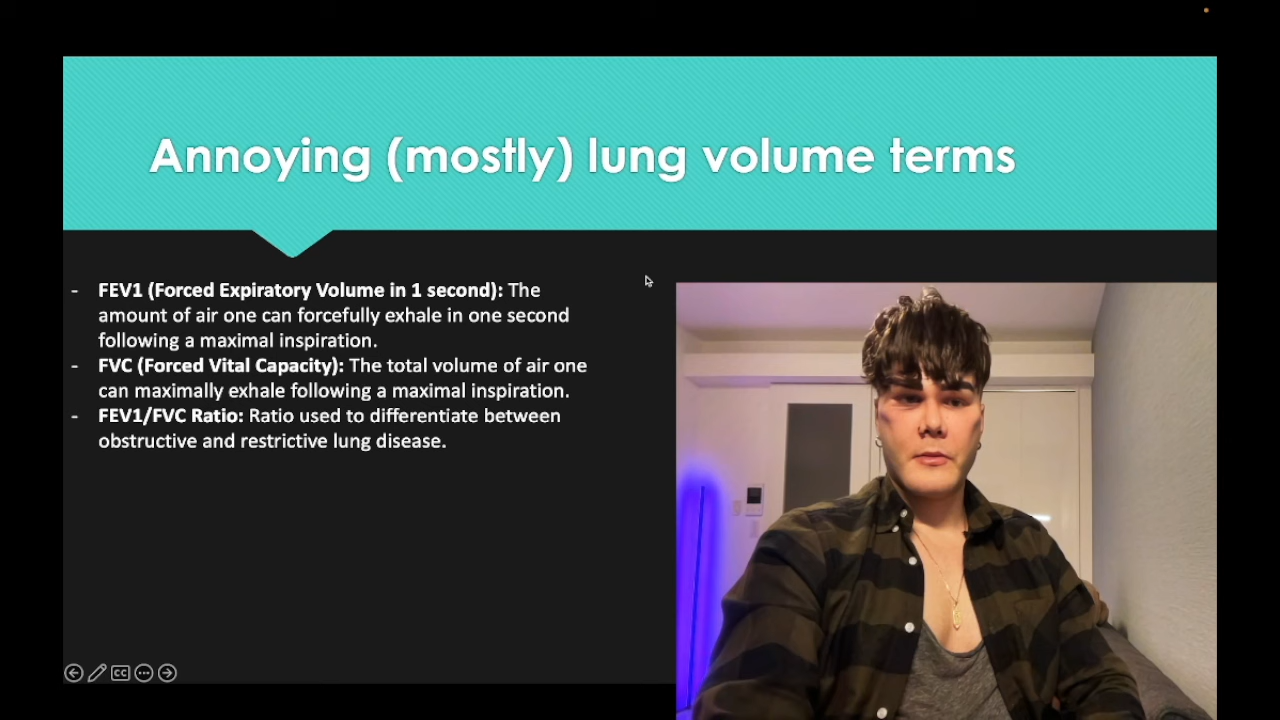 Annoying (mostly) lung volume terms
- FEV1 (Forced Expiratory Volume in 1 second): The
amount of air one can forcefully exhale in one second
following a maximal inspiration.
- FVC (Forced Vital Capacity): The total volume of air one
can maximally exhale following a maximal inspiration.
- FEV1/FVC Ratio: Ratio used to differentiate between
obstructive and restrictive lung disease.
CC